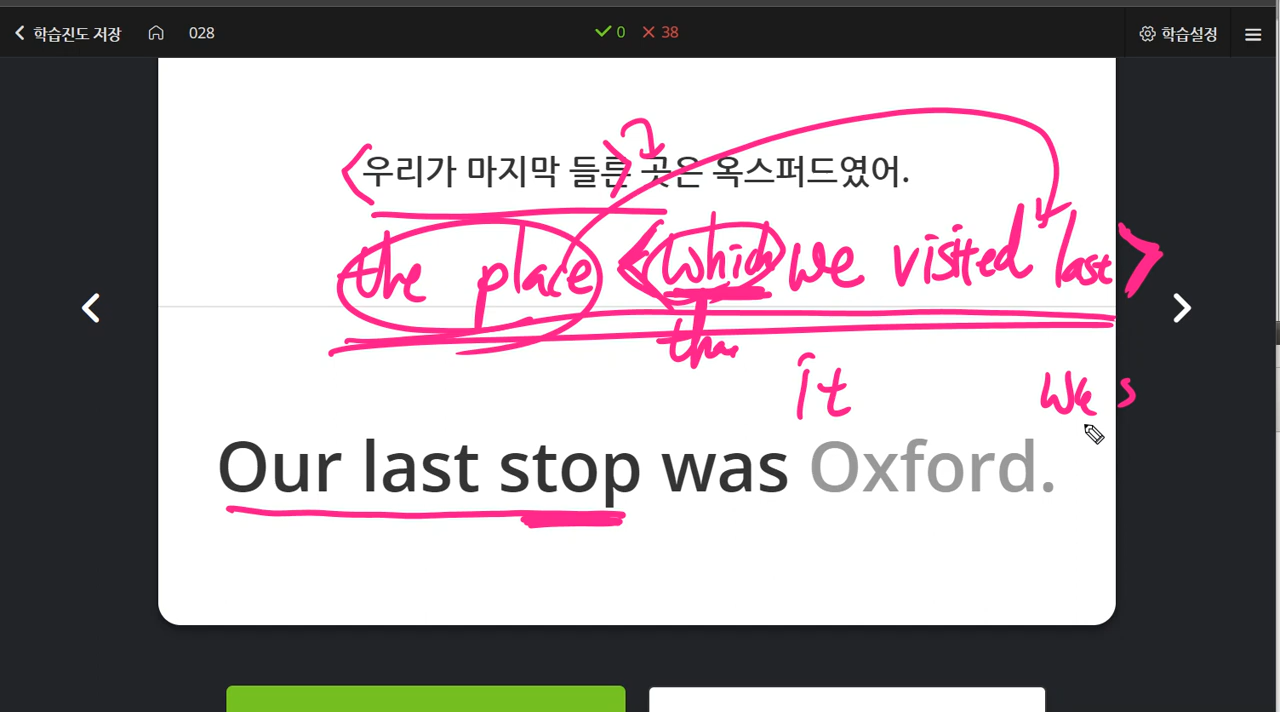 학습진도 저장 028 0 38 학습설정
우리가 마지막 들른 곳은 옥스퍼드였어.
the place which we visited last
tha
it was
Our last stop was Oxford.